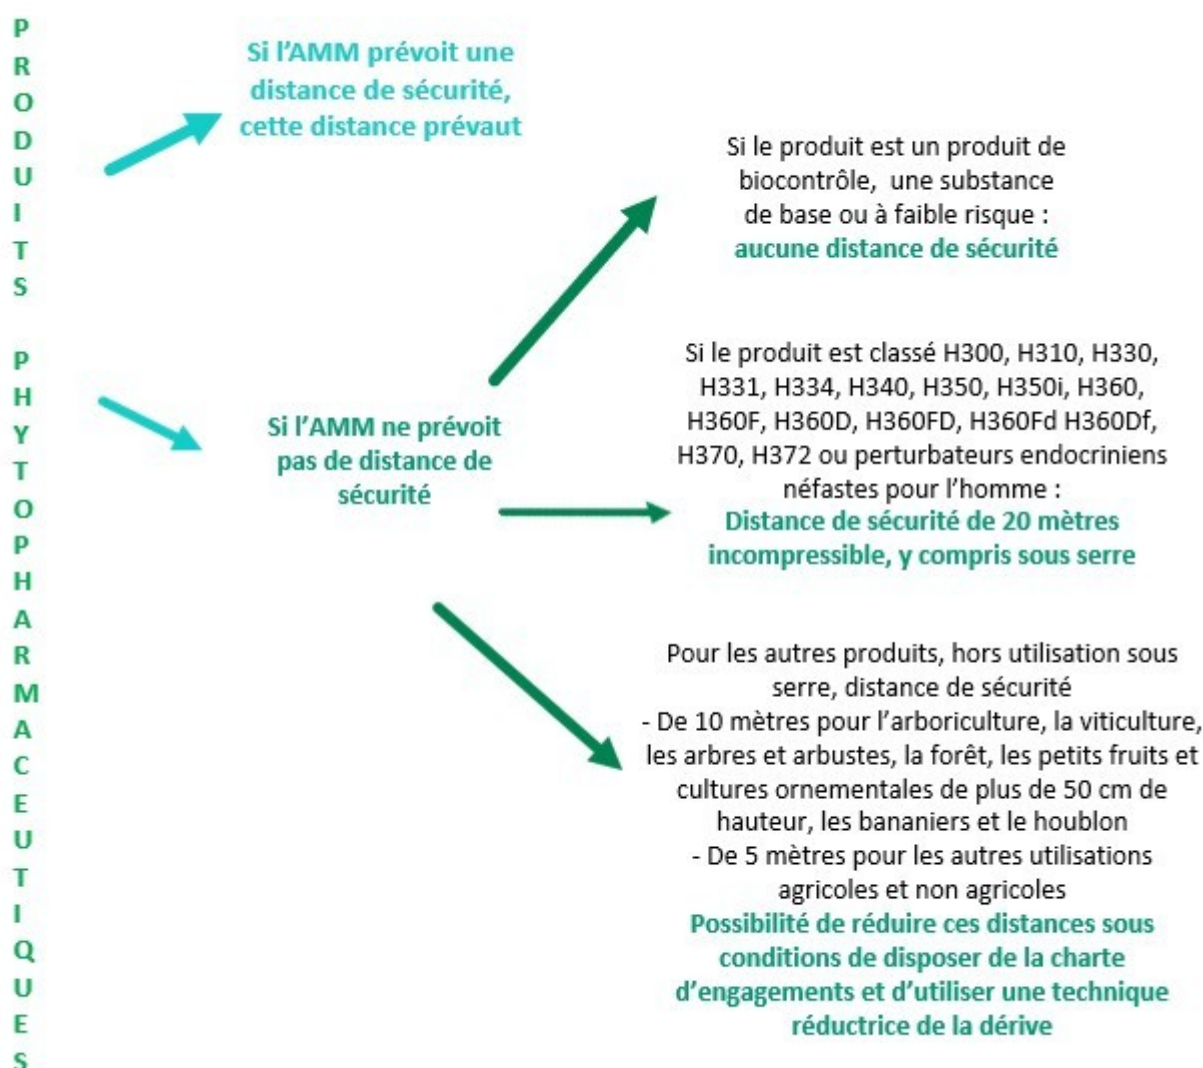 PRODUITS PHYTOPHARMACEUTIQUES
Si l’AMM prévoit une
distance de sécurité,
cette distance prévaut
Si l’AMM ne prévoit
pas de distance de
sécurité
Si le produit est un produit de
biocontrôle, une substance
de base ou à faible risque :
aucune distance de sécurité
Si le produit est classé H300, H310, H330,
H331, H334, H340, H350, H350i, H360,
H360F, H360D, H360FD, H360Fd H360Df,
H370, H372 ou perturbateurs endocriniens
néfastes pour l’homme :
Distance de sécurité de 20 mètres
incompressible, y compris sous serre
Pour les autres produits, hors utilisation sous
serre, distance de sécurité
- De 10 mètres pour l’arboriculture, la viticulture,
les arbres et arbustes, la forêt, les petits fruits et
cultures ornementales de plus de 50 cm de
hauteur, les bananiers et le houblon
- De 5 mètres pour les autres utilisations
agricoles et non agricoles
Possibilité de réduire ces distances sous
conditions de disposer de la charte
d’engagements et d’utiliser une technique
réductrice de la dérive